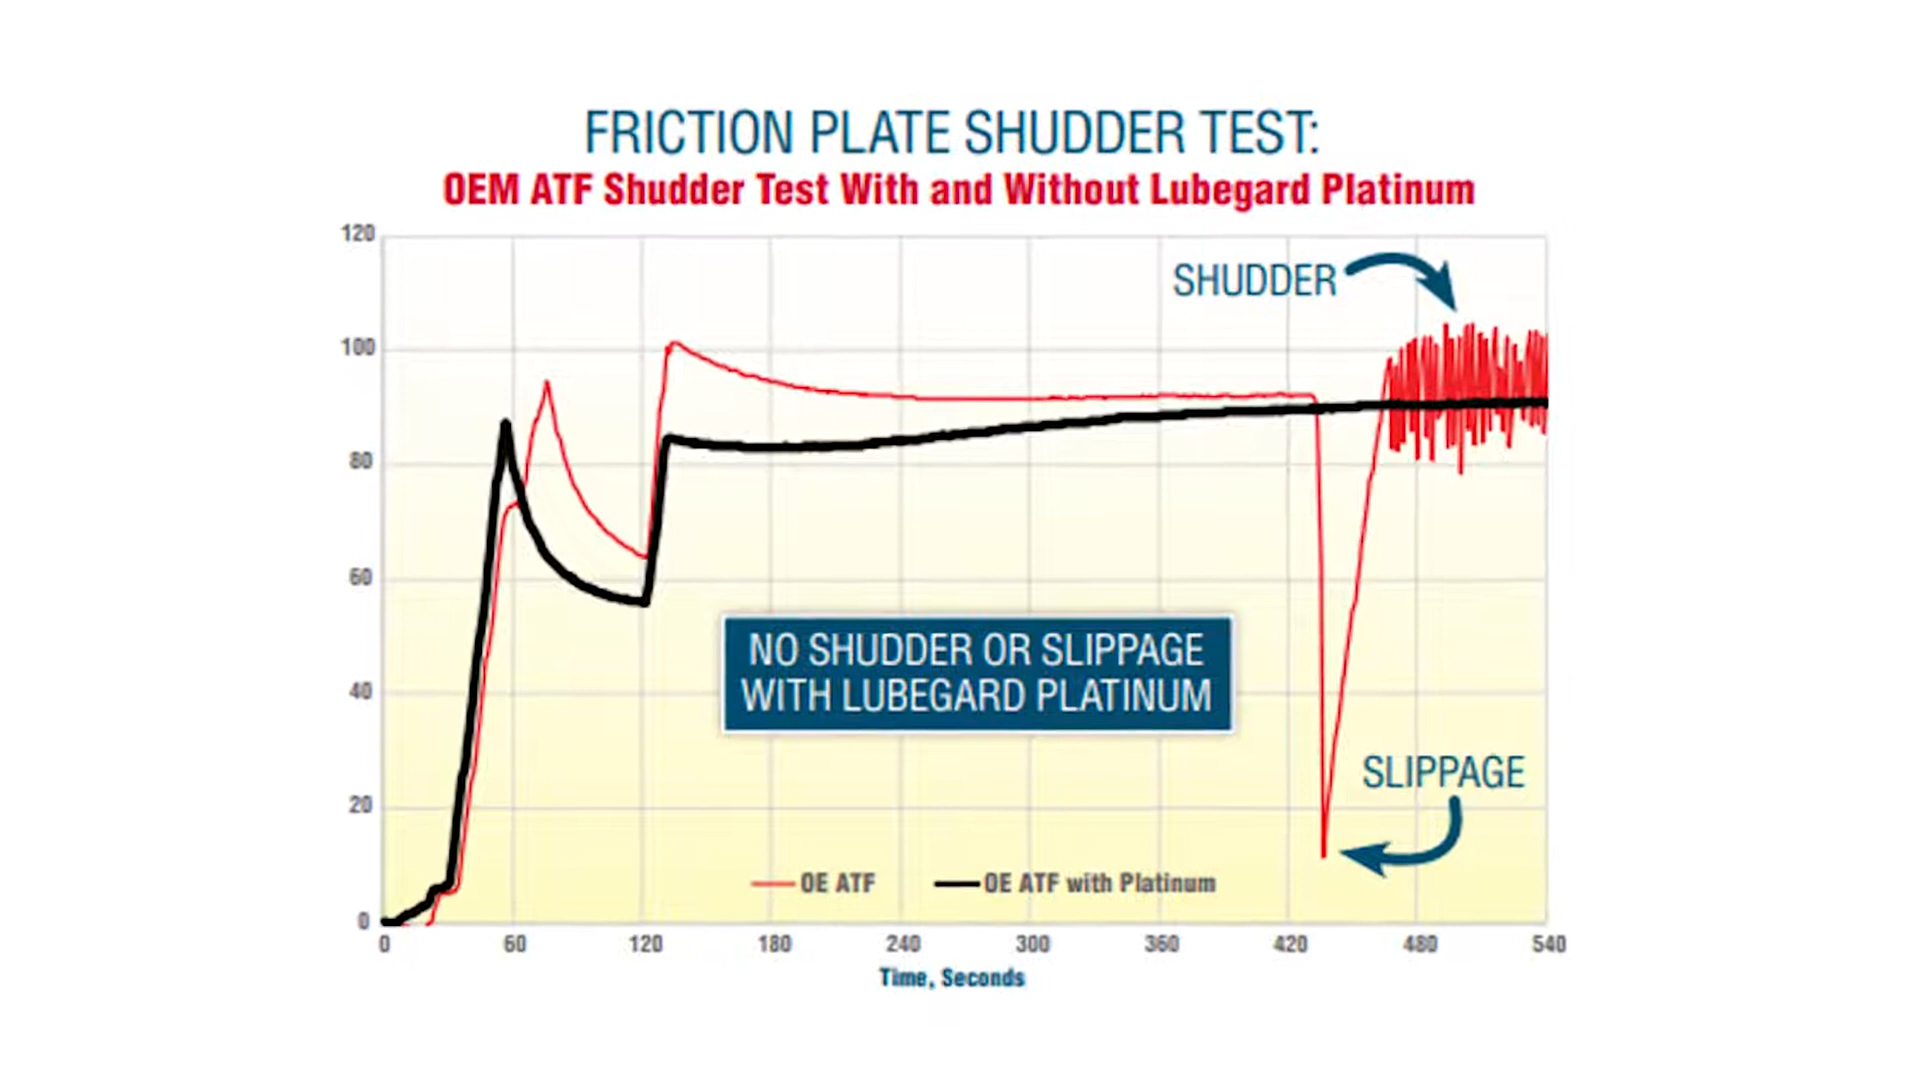 FRICTION PLATE SHUDDER TEST:
OEM ATF Shudder Test With and Without Lubegard Platinum
120
100
80
60
40
20
0
SHUDDER
NO SHUDDER OR SLIPPAGE
WITH LUBEGARD PLATINUM
SLIPPAGE
OE ATF
OE ATF with Platinum
0 60 120 180 240 300 360 420 480 540
Time, Seconds